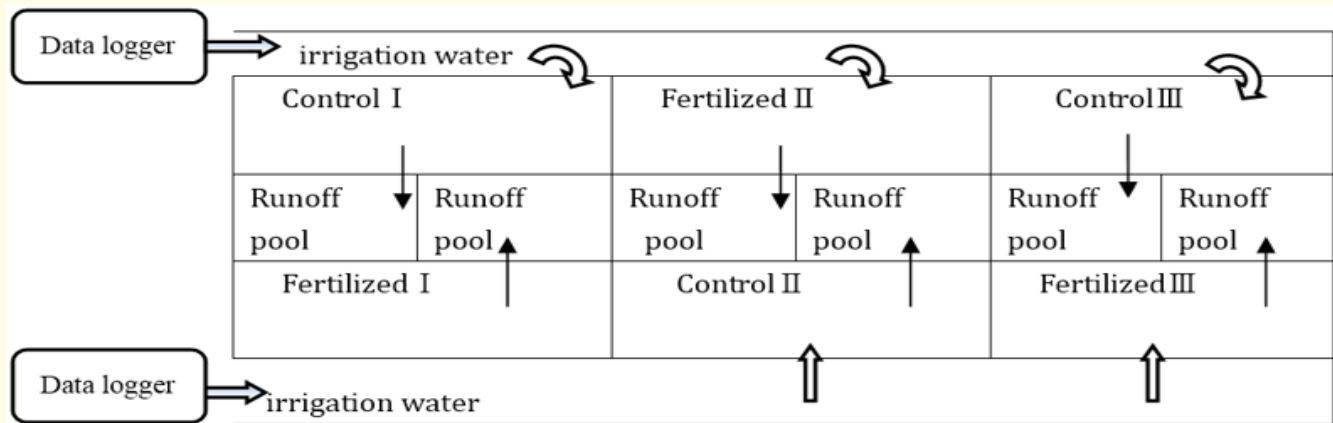 Data logger
irrigation water
Control Ⅰ
Fertilized Ⅱ
Control Ⅲ
Runoff pool
Runoff pool
Runoff pool
Runoff pool
Runoff pool
Runoff pool
Fertilized Ⅰ
Control Ⅱ
Fertilized Ⅲ
Data logger
irrigation water